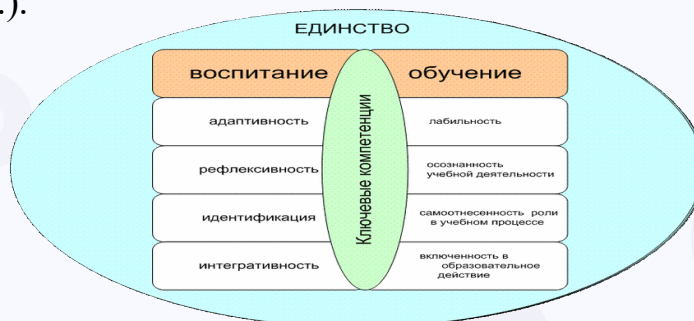 .).
ЕДИНСТВО
воспитание
обучение
Ключевые компетенции
адаптивность
лабильность
рефлексивность
осознанность
учебной деятельности
идентификация
самоотнесенность роли
в учебном процессе
интегративность
включенность в
образовательное
действие